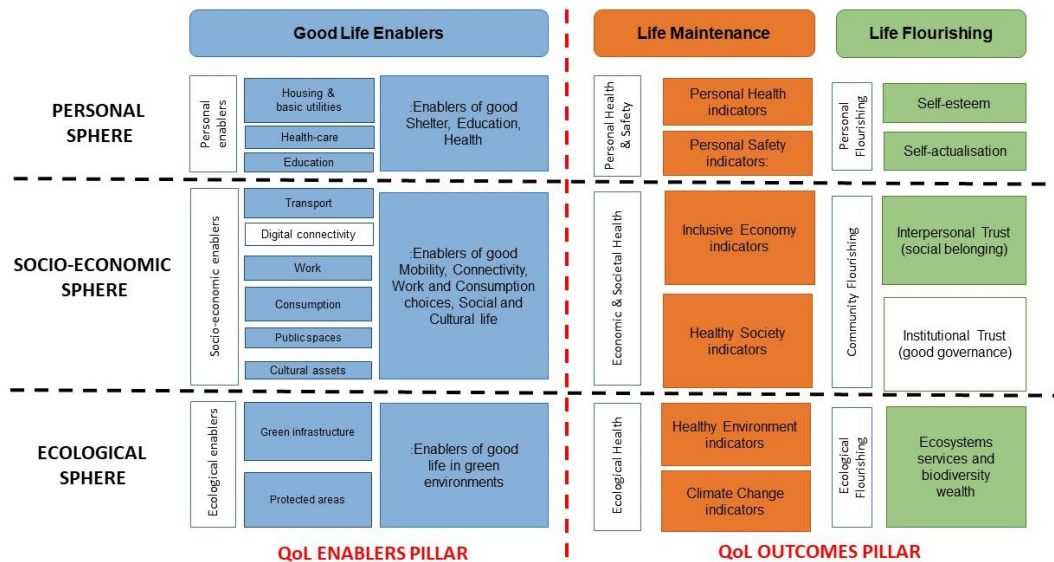 Good Life Enablers
Life Maintenance
Life Flourishing
PERSONAL
SPHERE
Personal
enablers
Housing &
basic utilities
Health-care
Education
:Enablers of good
Shelter, Education,
Health
Personal Health
& Safety
Personal Health
indicators
Personal Safety
indicators:
Personal
Flourishing
Self-esteem
Self-actualisation
SOCIO-ECONOMIC
SPHERE
Socio-economic enablers
Transport
Digital connectivity
Work
Consumption
Public spaces
Cultural assets
:Enablers of good
Mobility, Connectivity,
Work and Consumption
choices, Social and
Cultural life
Economic & Societal Health
Inclusive Economy
indicators
Healthy Society
indicators
Community Flourishing
Interpersonal Trust
(social belonging)
Institutional Trust
(good governance)
ECOLOGICAL
SPHERE
Ecological enablers
Green infrastructure
Protected areas
:Enablers of good
life in green
environments
Ecological Health
Healthy Environment
indicators
Climate Change
indicators
Ecological
Flourishing
Ecosystems
services and
biodiversity
wealth
QoL ENABLERS PILLAR
QoL OUTCOMES PILLAR